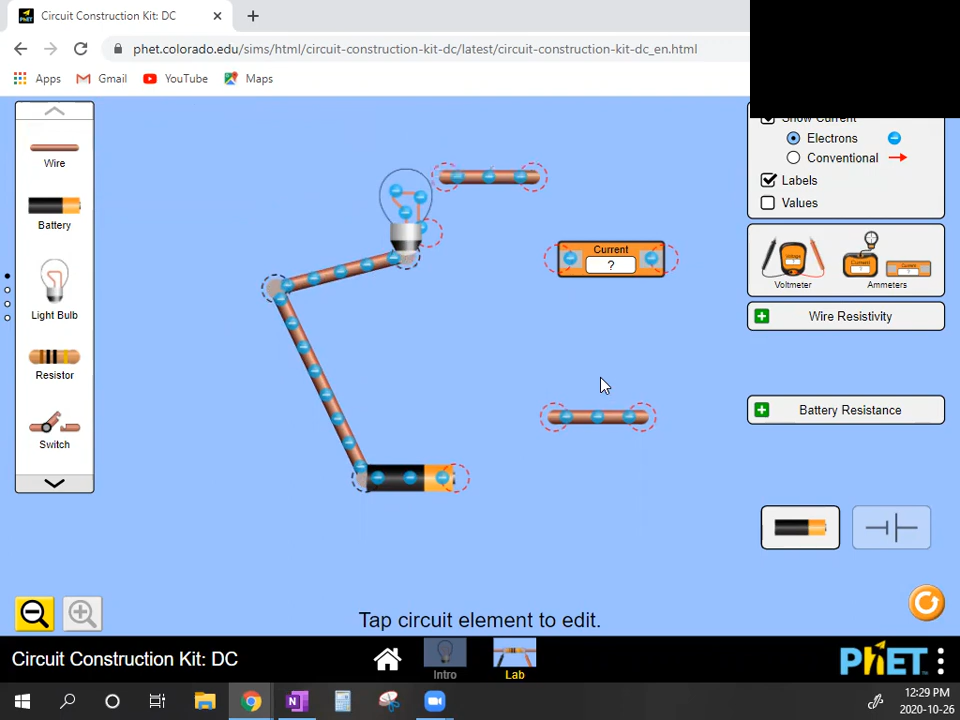 Circuit Construction Kit: DC
phet.colorado.edu/sims/html/circuit-construction-kit-dc/latest/circuit-construction-kit-dc_en.html
Apps
Gmail
YouTube
Maps
Wire
Battery
Light Bulb
Resistor
Switch
Current
?
Show Current
Electrons
Conventional
Labels
Values
Voltmeter
Ammeters
Wire Resistivity
Battery Resistance
Tap circuit element to edit.
Circuit Construction Kit: DC
Intro
Lab
PhET
12:29 PM
2020-10-26